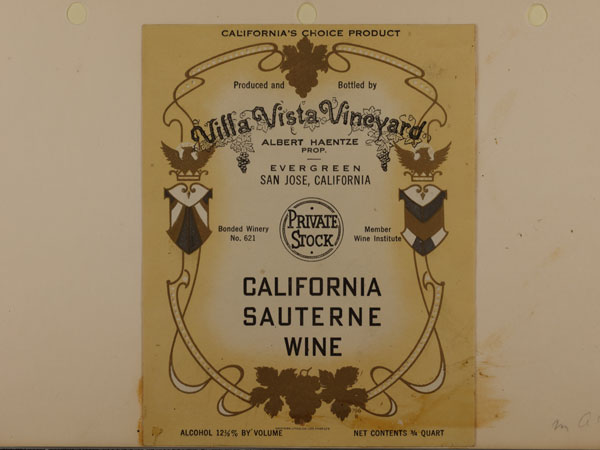 CALIFORNIA'S CHOICE PRODUCT
Produced and Bottled by
Villa Vista Vineyard
ALBERT HAENTZE
PROP.
EVERGREEN
SAN JOSE, CALIFORNIA
Bonded Winery
No. 621
PRIVATE
STOCK
Member
Wine Institute
CALIFORNIA
SAUTERNE
WINE
ALCOHOL 12½% BY VOLUME
NET CONTENTS ⅘ QUART